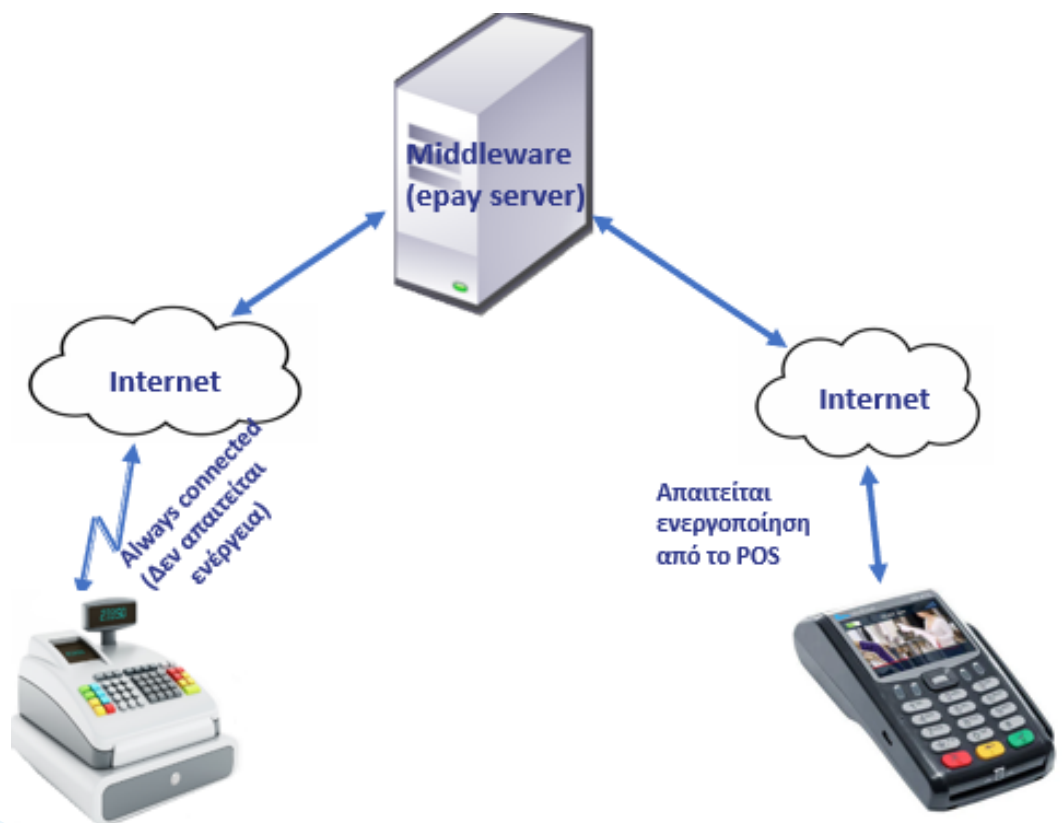 Middleware
(epay server)
Internet
Internet
Always connected
(Δεν απαιτείται
ενέργεια)
Απαιτείται
ενεργοποίηση
από το POS